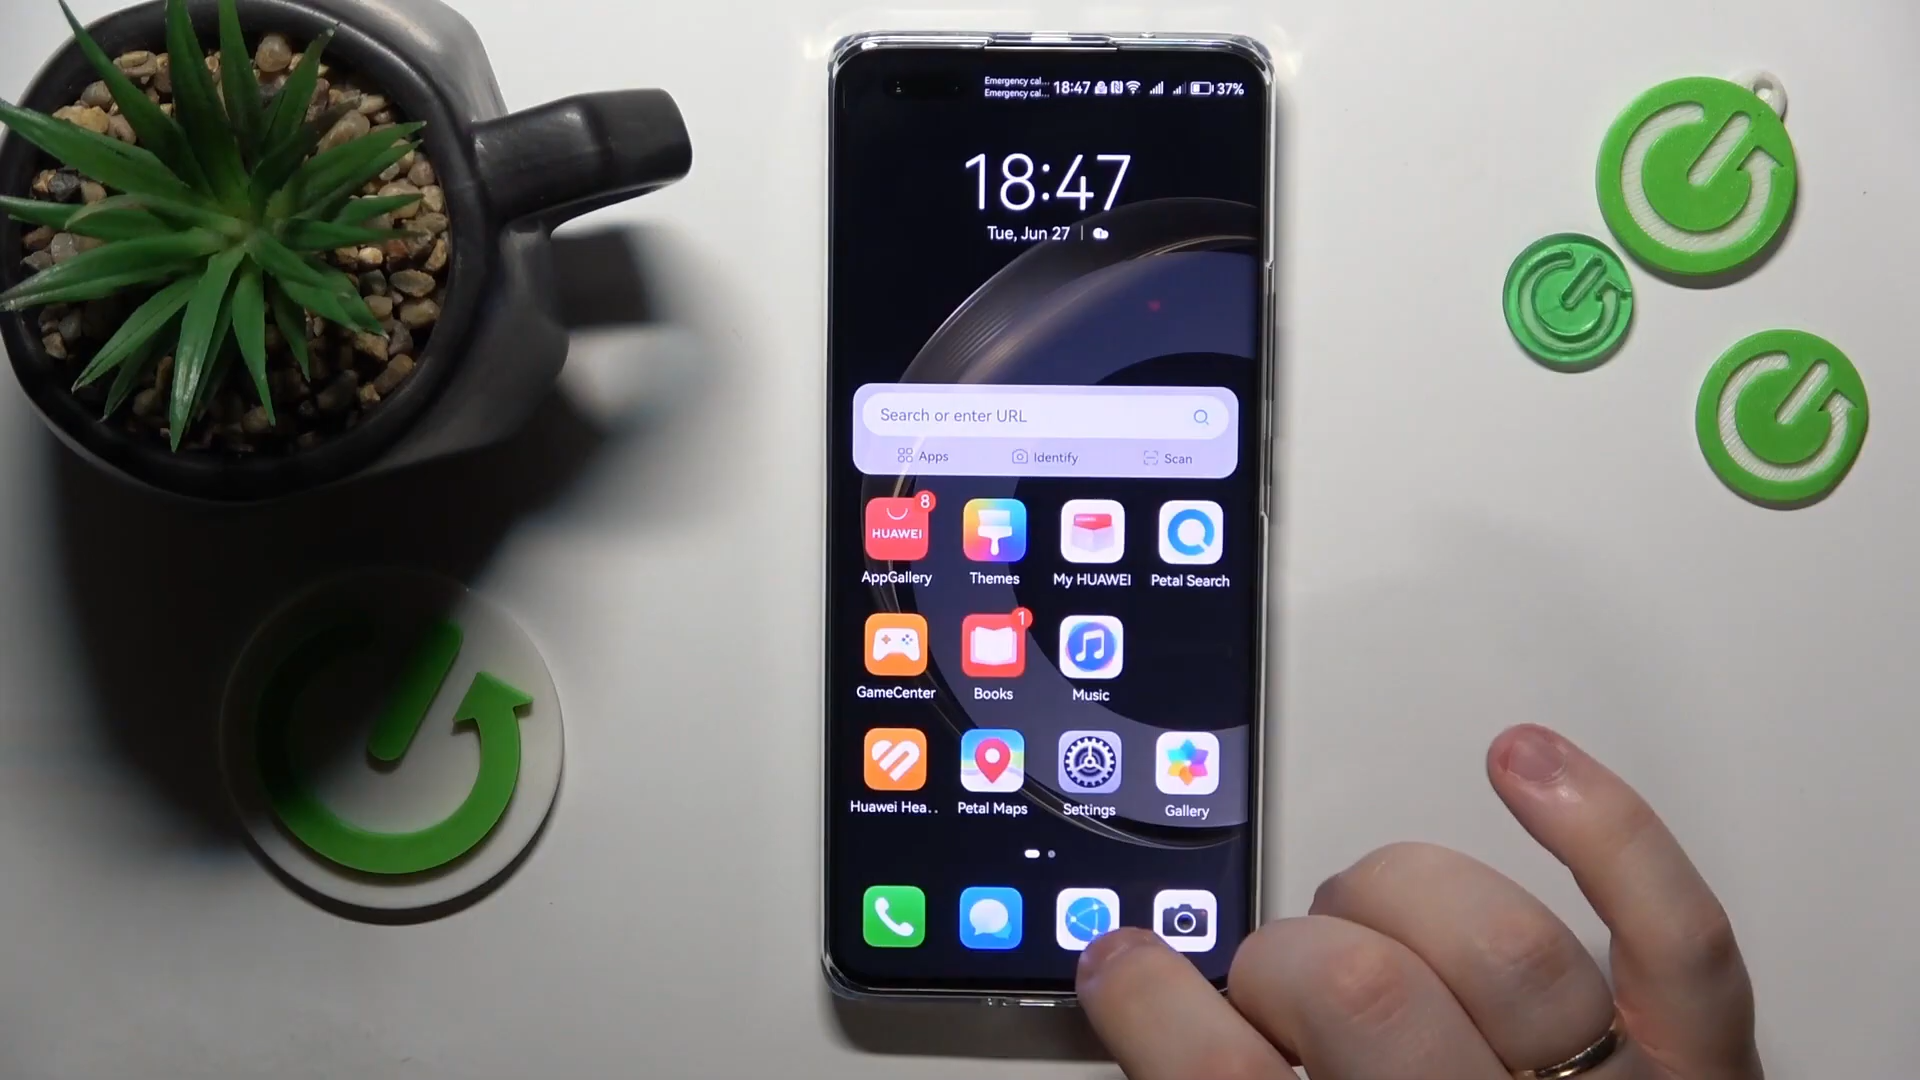 Emergency cal...
Emergency cal...
18:47
37%
18:47
Tue, Jun 27
Search or enter URL
Apps
Identify
Scan
8
HUAWEI
AppGallery
Themes
My HUAWEI
Petal Search
GameCenter
1
Books
Music
Huawei Hea..
Petal Maps
Settings
Gallery